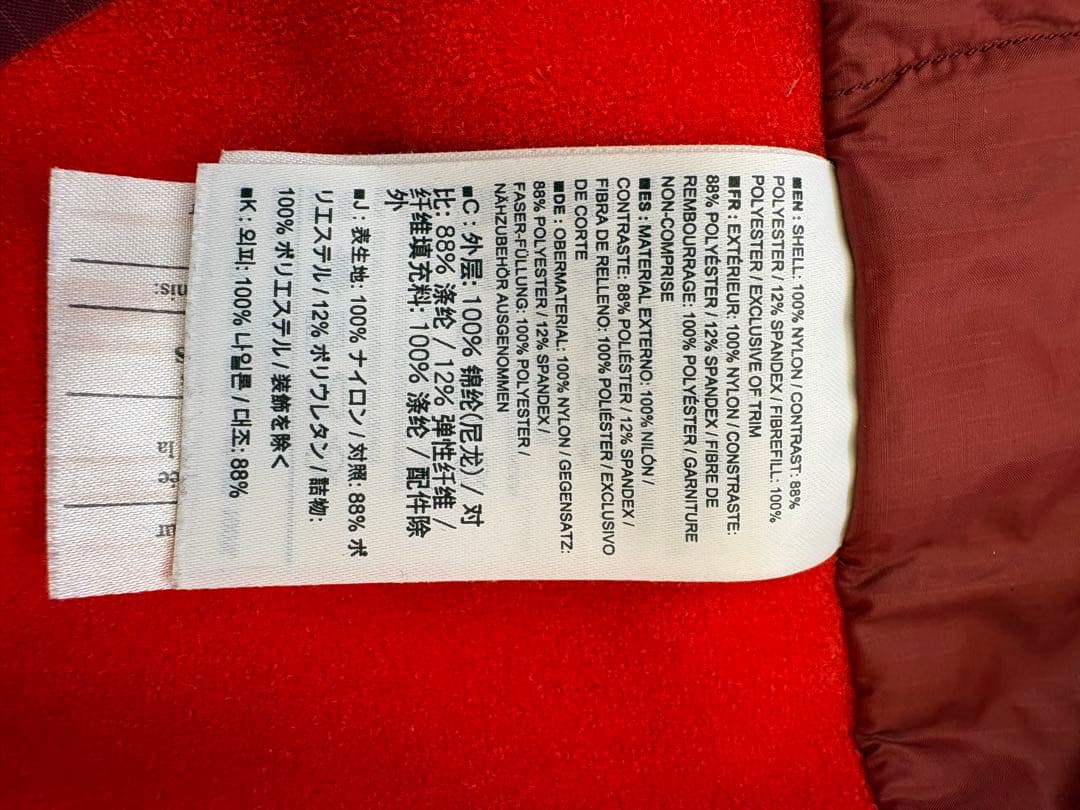 ■EN : SHELL: 100% NYLON / CONTRAST: 88%
POLYESTER / 12% SPANDEX / FIBREFILL: 100%
POLYESTER / EXCLUSIVE OF TRIM
■FR : EXTÉRIEUR: 100% NYLON / CONSTRASTE:
88% POLYÉSTER / 12% SPANDEX / FIBRE DE
REMBOURRAGE: 100% POLYÉSTER / GARNITURE
NON-COMPRISE
■ES : MATERIAL EXTERNO: 100% NILÓN /
CONTRASTE: 88% POLIÉSTER / 12% SPANDEX /
FIBRA DE RELLENO: 100% POLIÉSTER / EXCLUSIVO
DE CORTE
■DE : OBERMATERIAL: 100% NYLON / GEGENSATZ:
88% POLYESTER / 12% SPANDEX /
FASER-FÜLLUNG: 100% POLYESTER /
NÄHZUBEHÖR AUSGENOMMEN
■C : 外层: 100% 锦纶(尼龙) / 对
比: 88% 涤纶 / 12% 弹性纤维 /
纤维填充料: 100% 涤纶 / 配件除
外
■J : 表生地: 100% ナイロン / 対照: 88% ポ
リエステル / 12% ポリウレタン / 詰物:
100% ポリエステル / 装飾を除く
■K : 외피: 100% 나일론 / 대조: 88%
nis:
la
ur